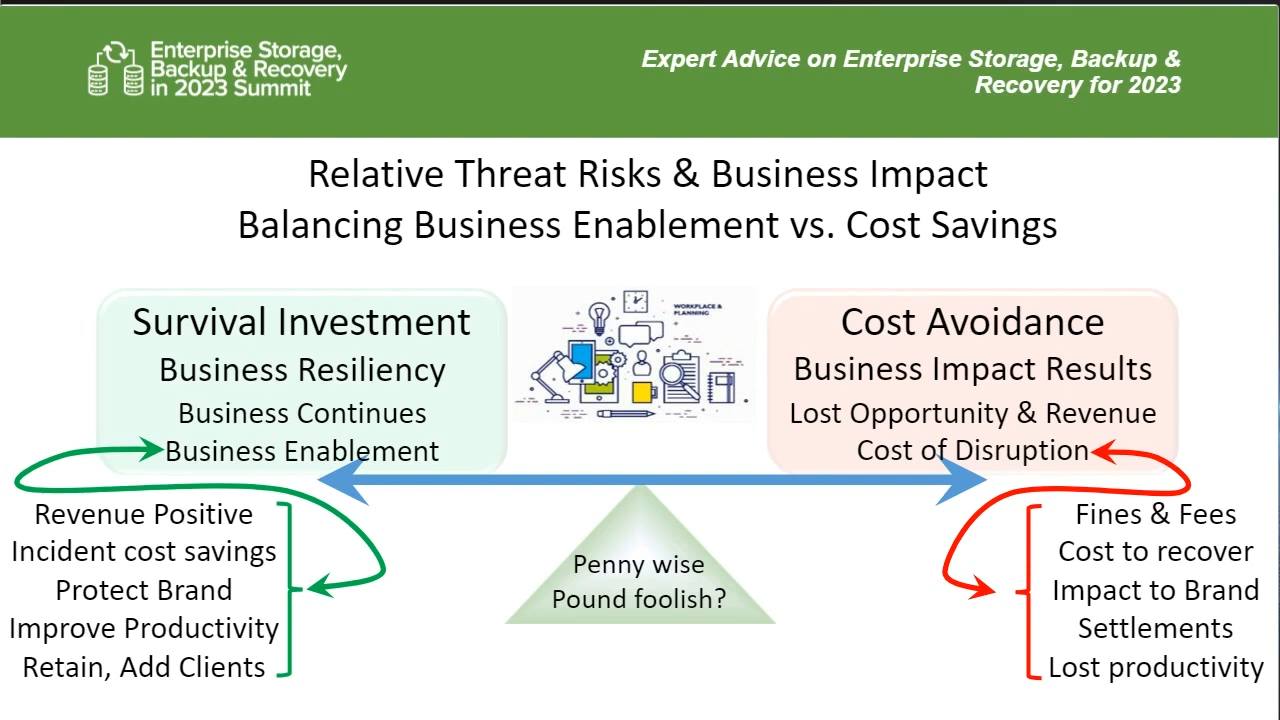 Enterprise Storage,
Backup & Recovery
in 2023 Summit
Expert Advice on Enterprise Storage, Backup &
Recovery for 2023
Relative Threat Risks & Business Impact
Balancing Business Enablement vs. Cost Savings
Survival Investment
Business Resiliency
Business Continues
Business Enablement
WORKPLACE &
PLANNING
Cost Avoidance
Business Impact Results
Lost Opportunity & Revenue
Cost of Disruption
Revenue Positive
Incident cost savings
Protect Brand
Improve Productivity
Retain, Add Clients
Penny wise
Pound foolish?
Fines & Fees
Cost to recover
Impact to Brand
Settlements
Lost productivity